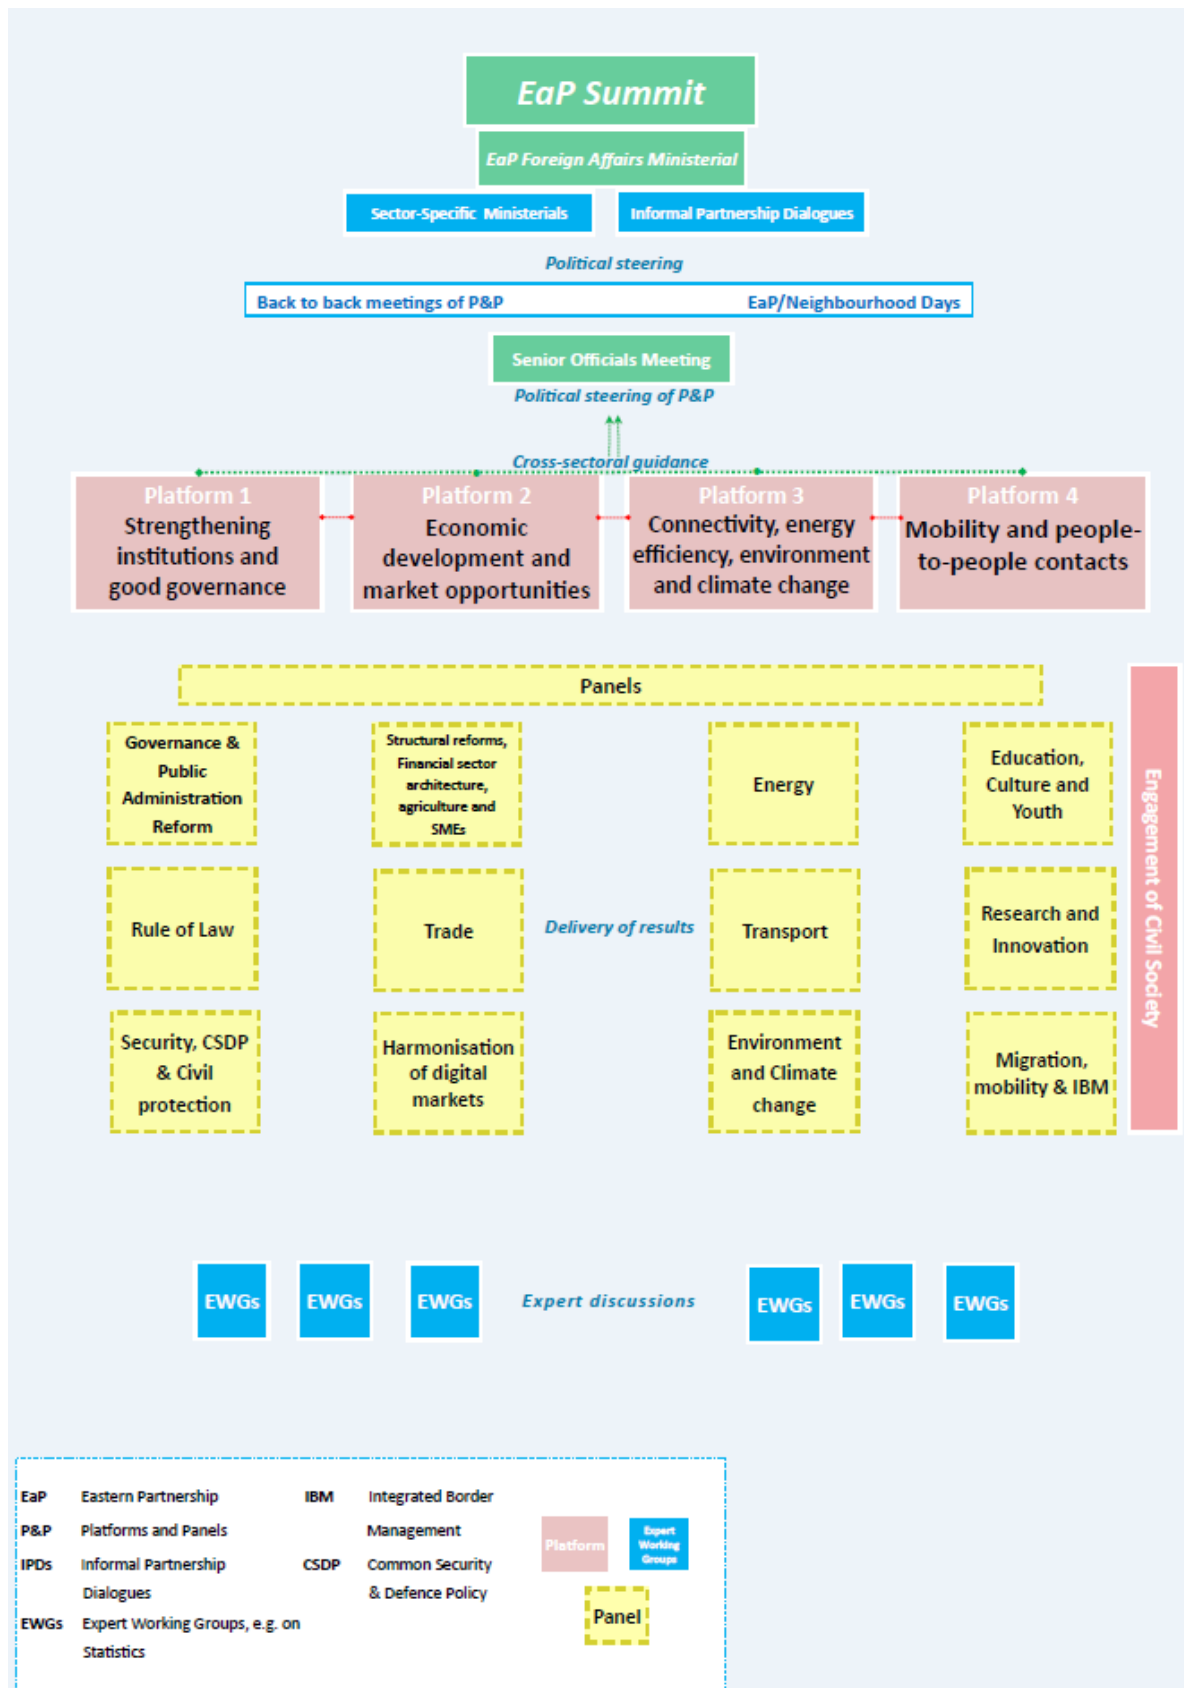 EaP Summit
EaP Foreign Affairs Ministerial
Sector-Specific Ministerials
Informal Partnership Dialogues
Political steering
Back to back meetings of P&P
EaP/Neighbourhood Days
Senior Officials Meeting
Political steering of P&P
Cross-sectoral guidance
Platform 1
Strengthening
institutions and
good governance
Platform 2
Economic
development and
market opportunities
Platform 3
Connectivity, energy
efficiency, environment
and climate change
Platform 4
Mobility and people-
to-people contacts
Panels
Governance &
Public
Administration
Reform
Structural reforms,
Financial sector
architecture,
agriculture and
SMEs
Energy
Education,
Culture and
Youth
Rule of Law
Trade
Delivery of results
Transport
Research and
Innovation
Security, CSDP
& Civil
protection
Harmonisation
of digital
markets
Environment
and Climate
change
Migration,
mobility & IBM
Engagement of Civil Society
EWGs
EWGs
EWGs
Expert discussions
EWGs
EWGs
EWGs
EaP Eastern Partnership
P&P Platforms and Panels
IPDs Informal Partnership
Dialogues
EWGs Expert Working Groups, e.g. on
Statistics
IBM Integrated Border
Management
CSDP Common Security
& Defence Policy
Platform
Expert
Working
Groups
Panel